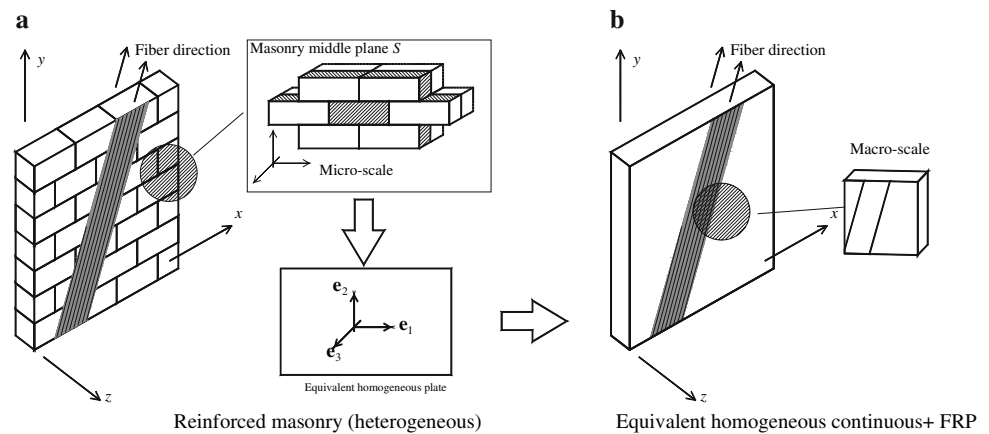 a
y
Fiber direction
Masonry middle plane S
Micro-scale
x
z
e2
e1
e3
Equivalent homogeneous plate
Reinforced masonry (heterogeneous)
b
y
Fiber direction
Macro-scale
x
z
Equivalent homogeneous continuous+ FRP